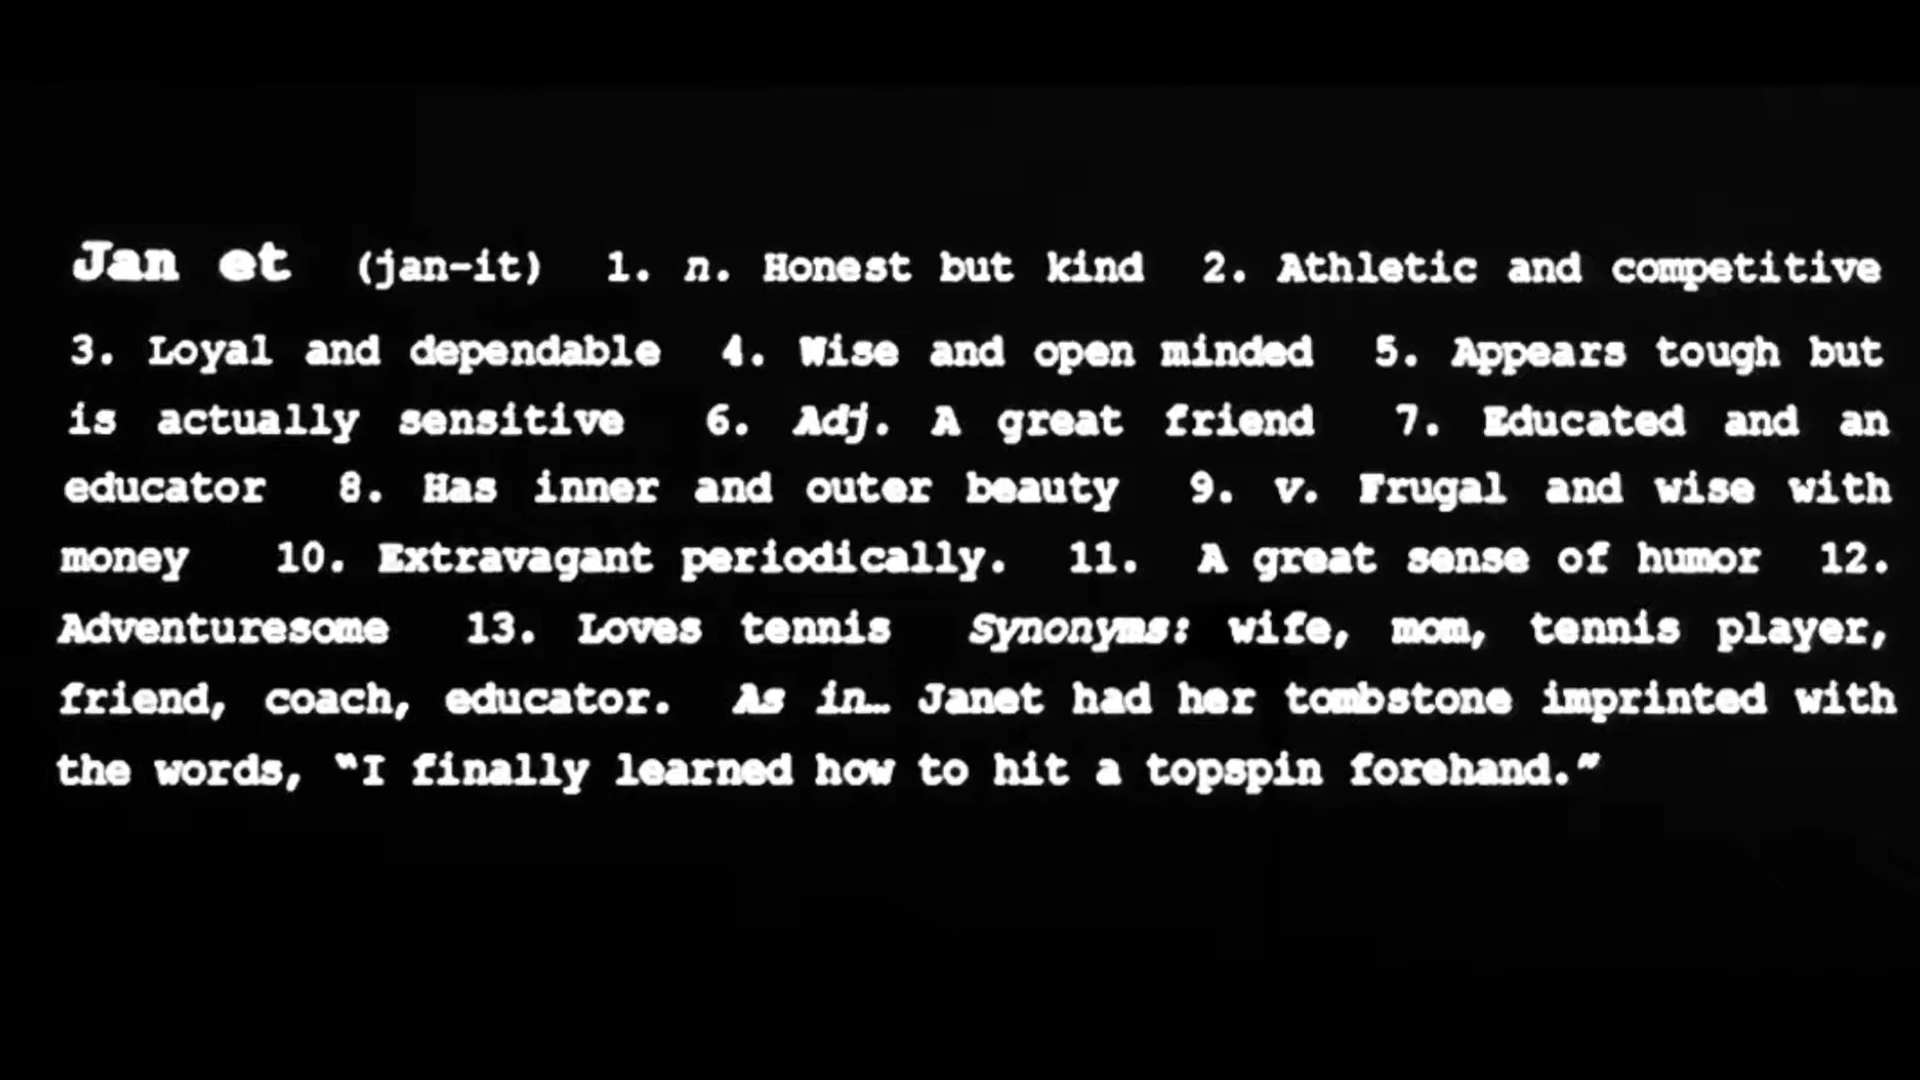 Jan et (jan-it) 1. n. Honest but kind 2. Athletic and competitive
3. Loyal and dependable 4. Wise and open minded 5. Appears tough but
is actually sensitive 6. Adj. A great friend 7. Educated and an
educator 8. Has inner and outer beauty 9. v. Frugal and wise with
money 10. Extravagant periodically. 11. A great sense of humor 12.
Adventuresome 13. Loves tennis Synonyms: wife, mom, tennis player,
friend, coach, educator. As in… Janet had her tombstone imprinted with
the words, "I finally learned how to hit a topspin forehand."